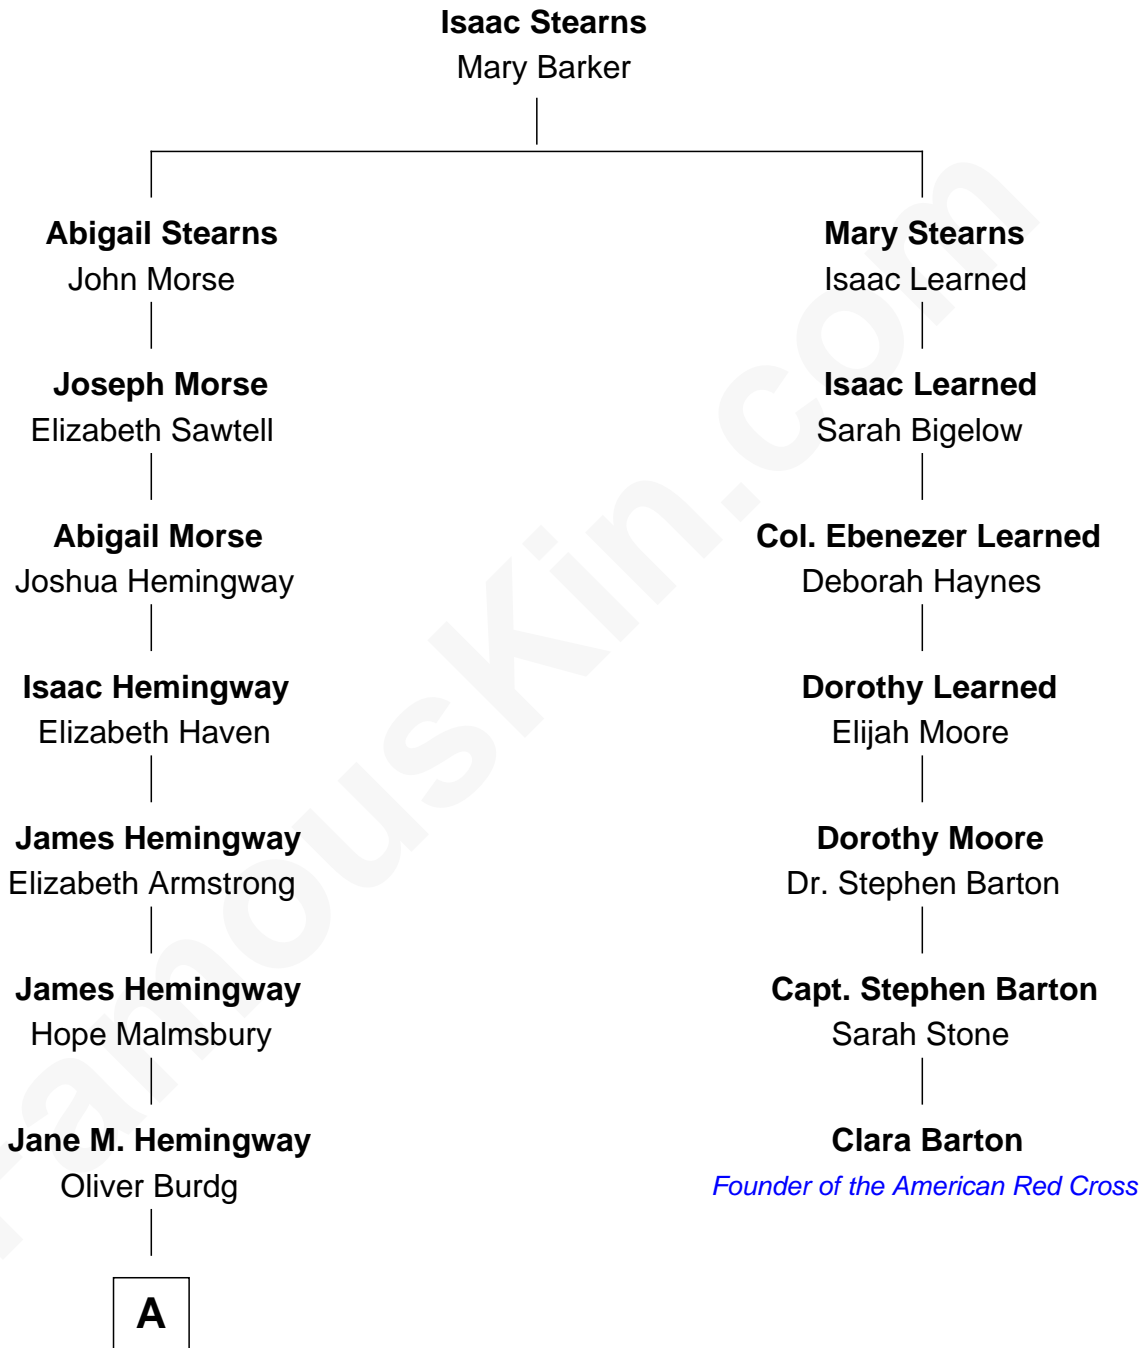 Isaac Stearns
Mary Barker
Abigail Stearns
John Morse
Mary Stearns
Isaac Learned
Joseph Morse
Elizabeth Sawtell
Isaac Learned
Sarah Bigelow
Abigail Morse
Joshua Hemingway
Col. Ebenezer Learned
Deborah Haynes
Isaac Hemingway
Elizabeth Haven
Dorothy Learned
Elijah Moore
James Hemingway
Elizabeth Armstrong
Dorothy Moore
Dr. Stephen Barton
James Hemingway
Hope Malmsbury
Capt. Stephen Barton
Sarah Stone
Jane M. Hemingway
Oliver Burdg
Clara Barton
Founder of the American Red Cross
A
FamousKin.com